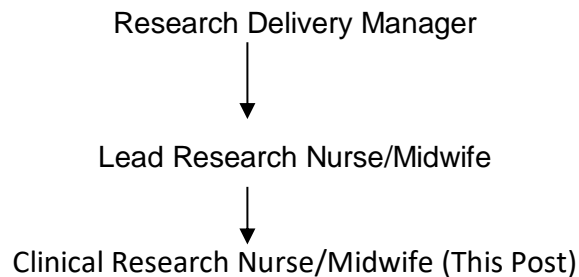 Research Delivery Manager
Lead Research Nurse/Midwife
Clinical Research Nurse/Midwife (This Post)